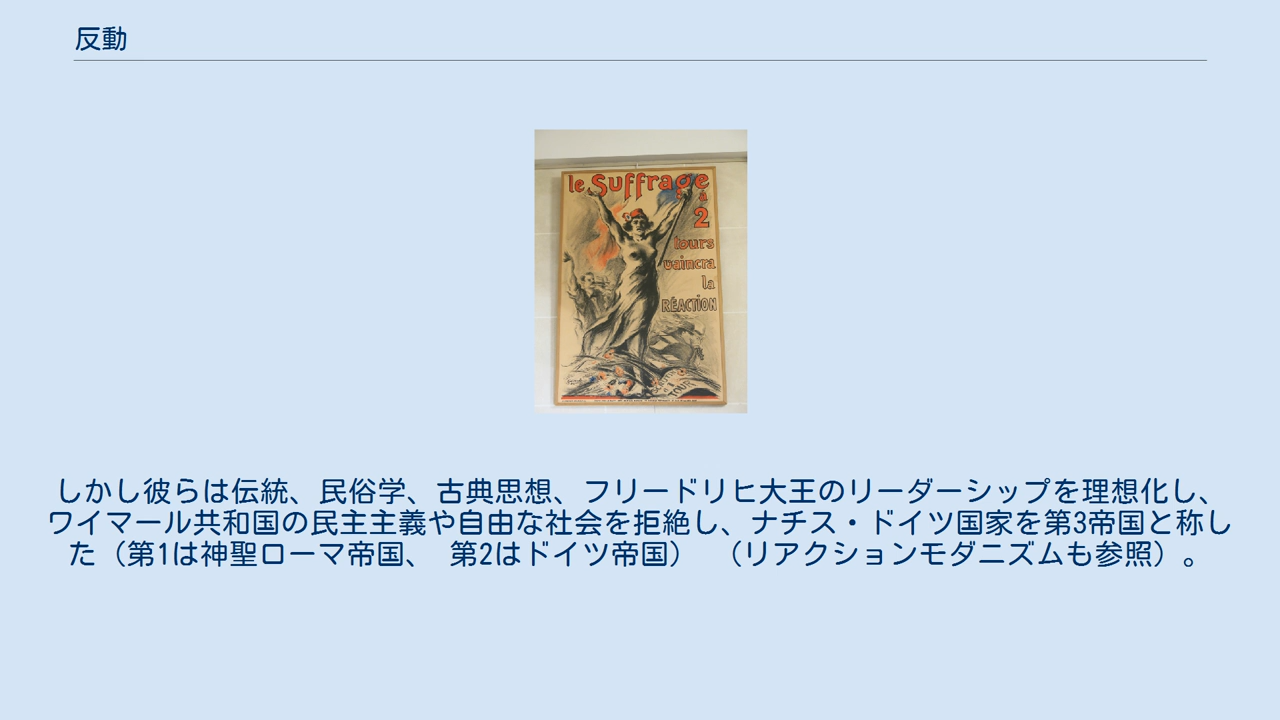 反動
le Suffrage
à
2
tours
vaincra
la
RÉACTION
しかし彼らは伝統、民俗学、古典思想、フリードリヒ大王のリーダーシップを理想化し、
ワイマール共和国の民主主義や自由な社会を拒絶し、ナチス・ドイツ国家を第3帝国と称し
た（第1は神聖ローマ帝国、 第2はドイツ帝国） （リアクションモダニズムも参照）。